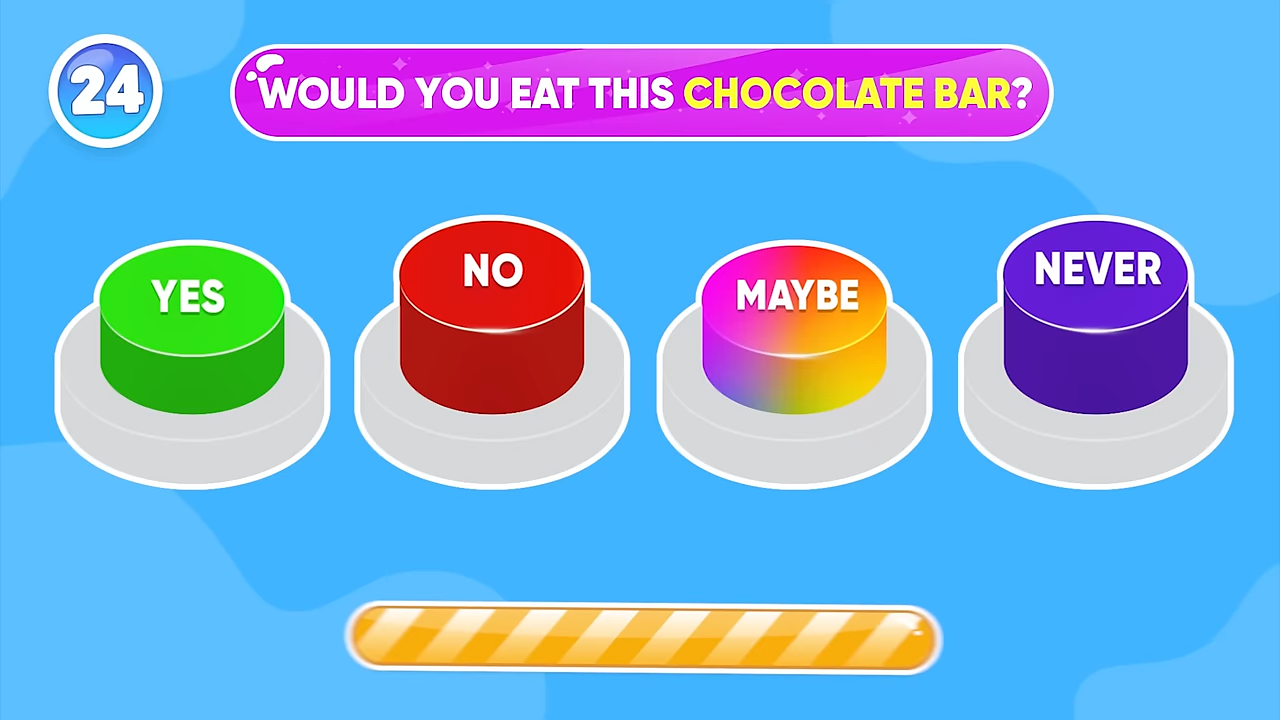 24
WOULD YOU EAT THIS CHOCOLATE BAR?
YES
NO
MAYBE
NEVER